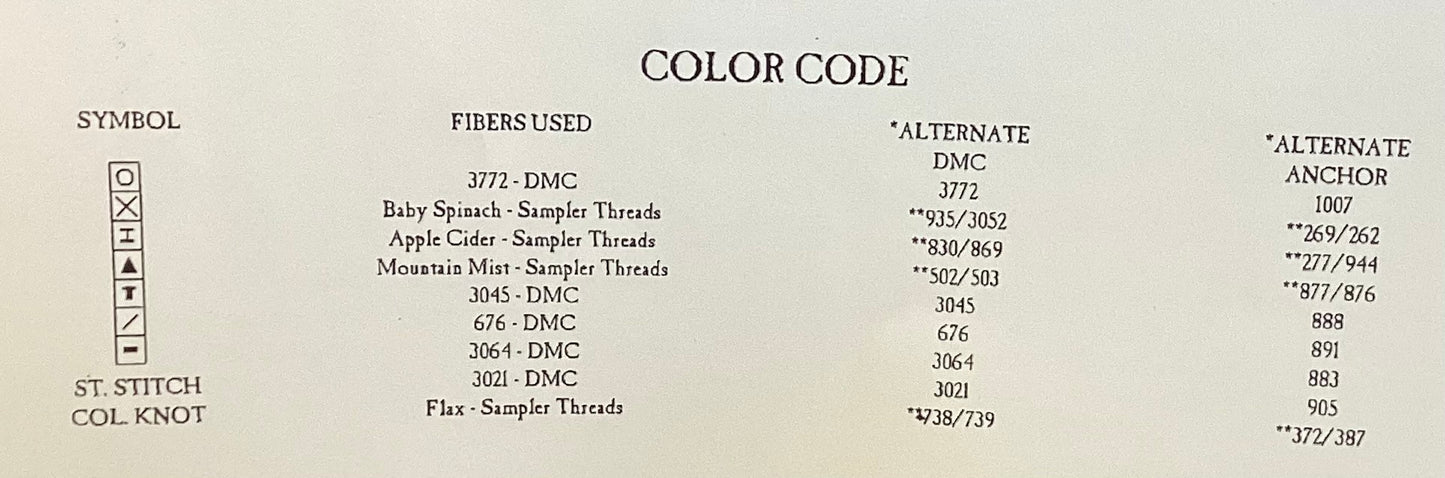 COLOR CODE
SYMBOL FIBERS USED *ALTERNATE DMC *ALTERNATE ANCHOR
O 3772 - DMC 3772 1007
X Baby Spinach - Sampler Threads **935/3052 **269/262
I Apple Cider - Sampler Threads **830/869 **277/944
▲ Mountain Mist - Sampler Threads **502/503 **877/876
T 3045 - DMC 3045 888
/ 676 - DMC 676 891
- 3064 - DMC 3064 883
ST. STITCH 3021 - DMC 3021 905
COL. KNOT Flax - Sampler Threads **738/739 **372/387